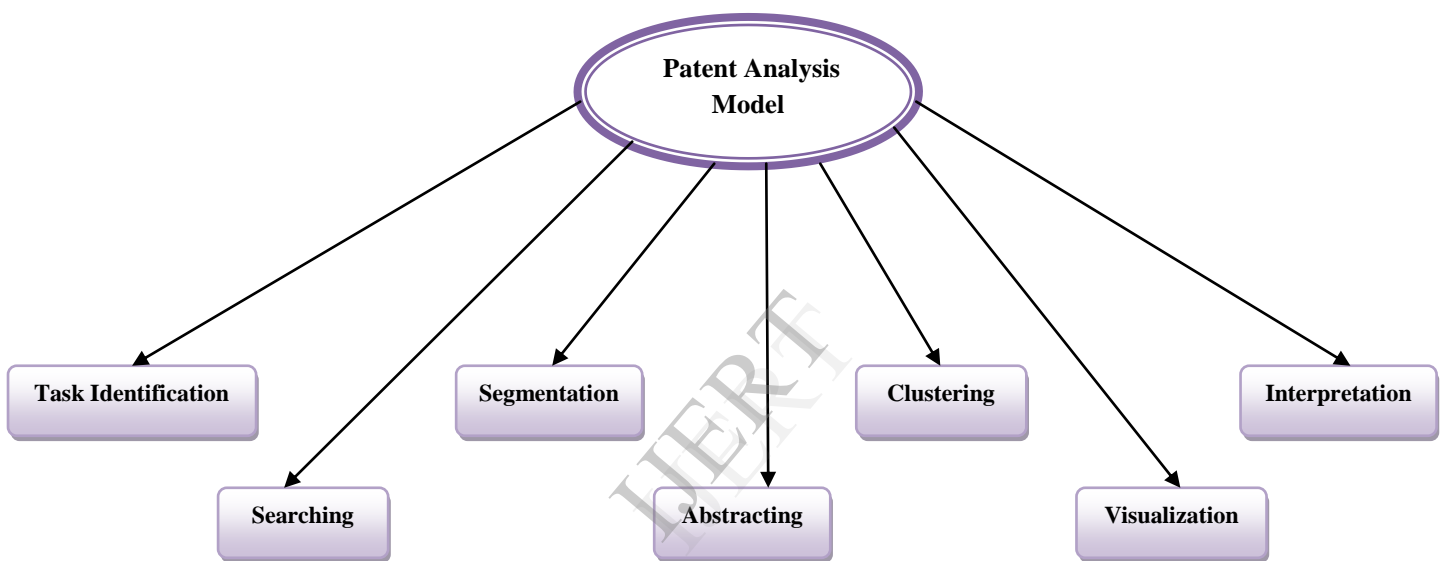 Patent Analysis
Model
Task Identification
Segmentation
Clustering
Interpretation
Searching
Abstracting
Visualization
IJERT